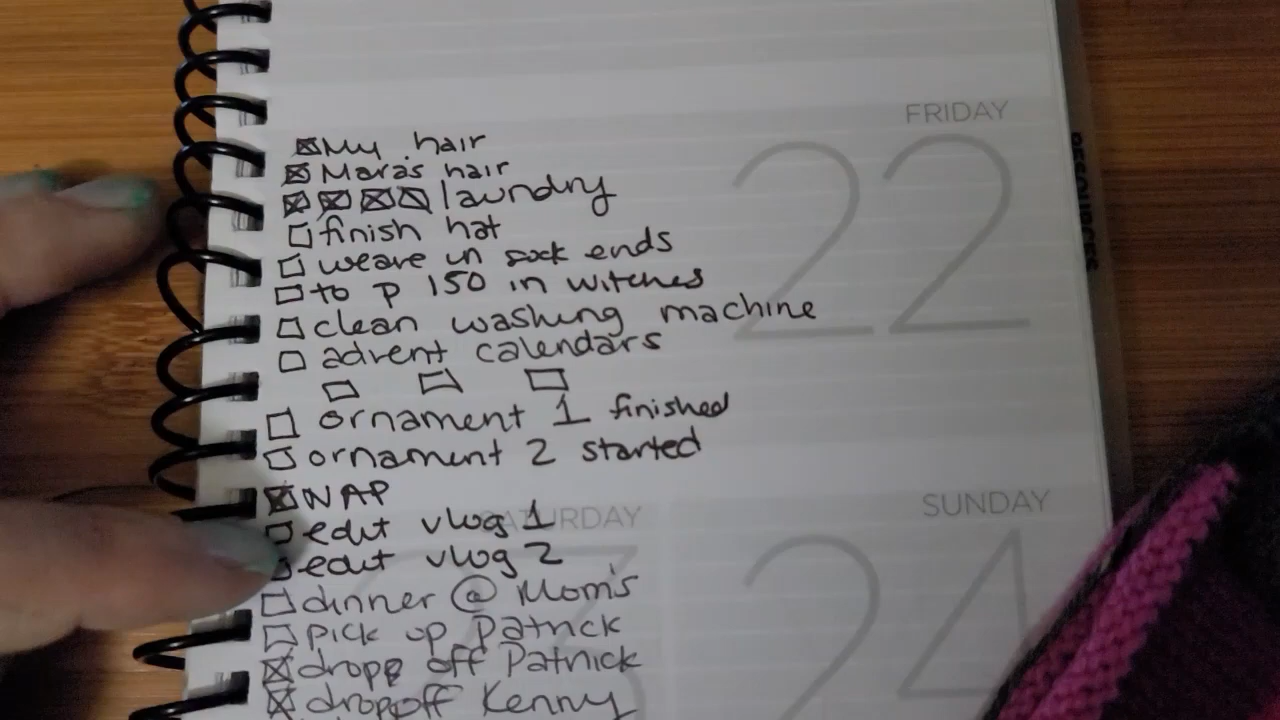 FRIDAY
22
My hair
Mara's hair
laundry
finish hat
weave in sock ends
to p 150 in witches
clean washing machine
advent calendars
ornament 1 finished
ornament 2 started
NAP
SATURDAY
SUNDAY
edit vlog 1
edit vlog 2
24
dinner @ Mom's
pick up Patrick
drop off Patrick
dropoff Kenny